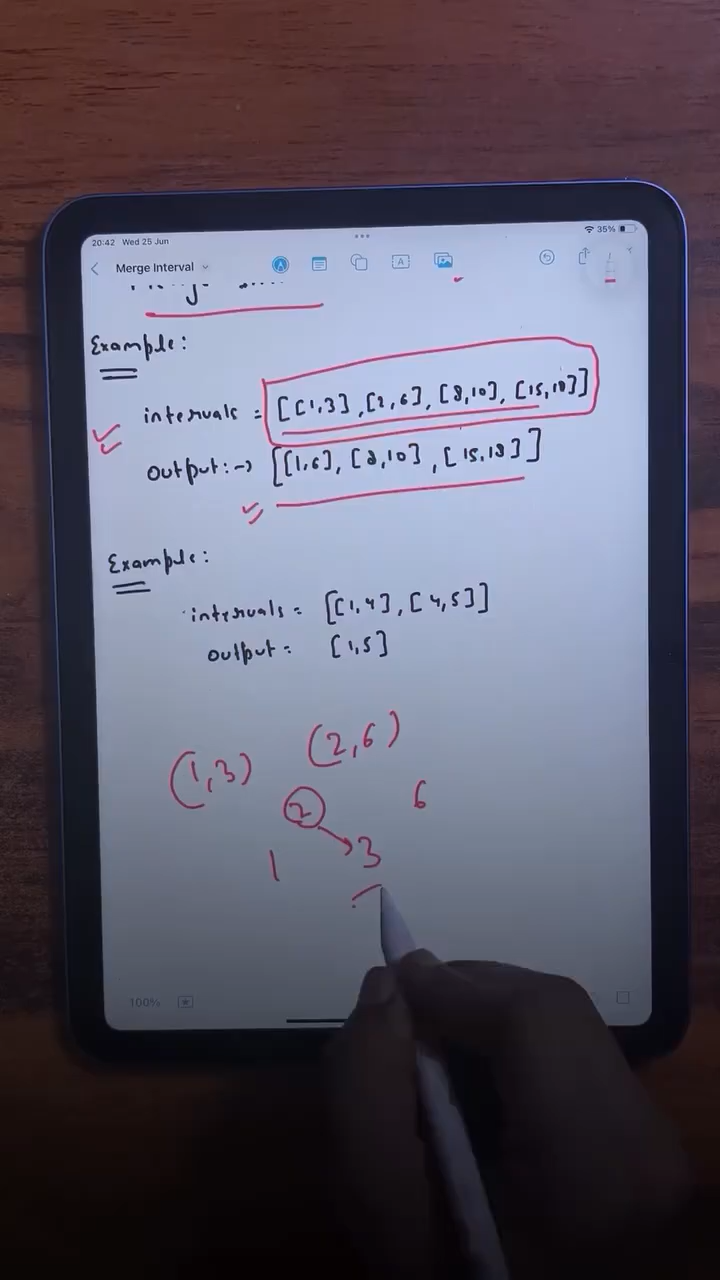 20:42 Wed 25 Jun
35%
Merge Interval
Example:
intervals = [[1,3],[2,6],[8,10],[15,18]]
output:→ [[1,6],[8,10],[15,18]]
Example:
intervals = [[1,4],[4,5]]
output = [1,5]
(1,3) (2,6)
2 6
1 3
100%